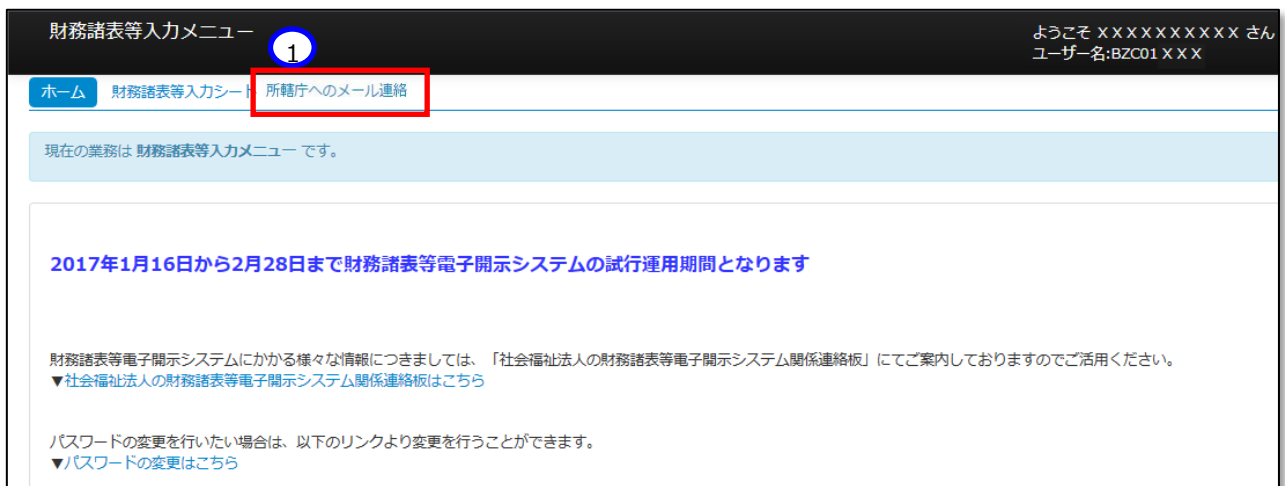 財務諸表等入力メニュー
1
ようこそ XXXXXXXXXX さん
ユーザー名:BZC01XXX
ホーム 財務諸表等入力シート 所轄庁へのメール連絡
現在の業務は 財務諸表等入力メニュー です。
2017年1月16日から2月28日まで財務諸表等電子開示システムの試行運用期間となります
財務諸表等電子開示システムにかかる様々な情報につきましては、「社会福祉法人の財務諸表等電子開示システム関係連絡板」にてご案内しておりますのでご活用ください。
▼社会福祉法人の財務諸表等電子開示システム関係連絡板はこちら
パスワードの変更を行いたい場合は、以下のリンクより変更を行うことができます。
▼パスワードの変更はこちら